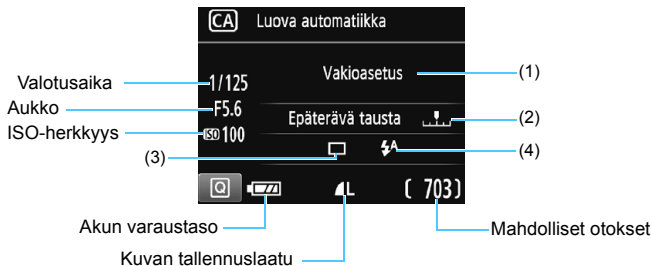 CA Luova automatiikka
Valotusaika 1/125 Vakioasetus (1)
Aukko F5.6 Epäterävä tausta (2)
ISO-herkkyys ISO 100
(3) A (4)
Q L [ 703]
Akun varaustaso Mahdolliset otokset
Kuvan tallennuslaatu